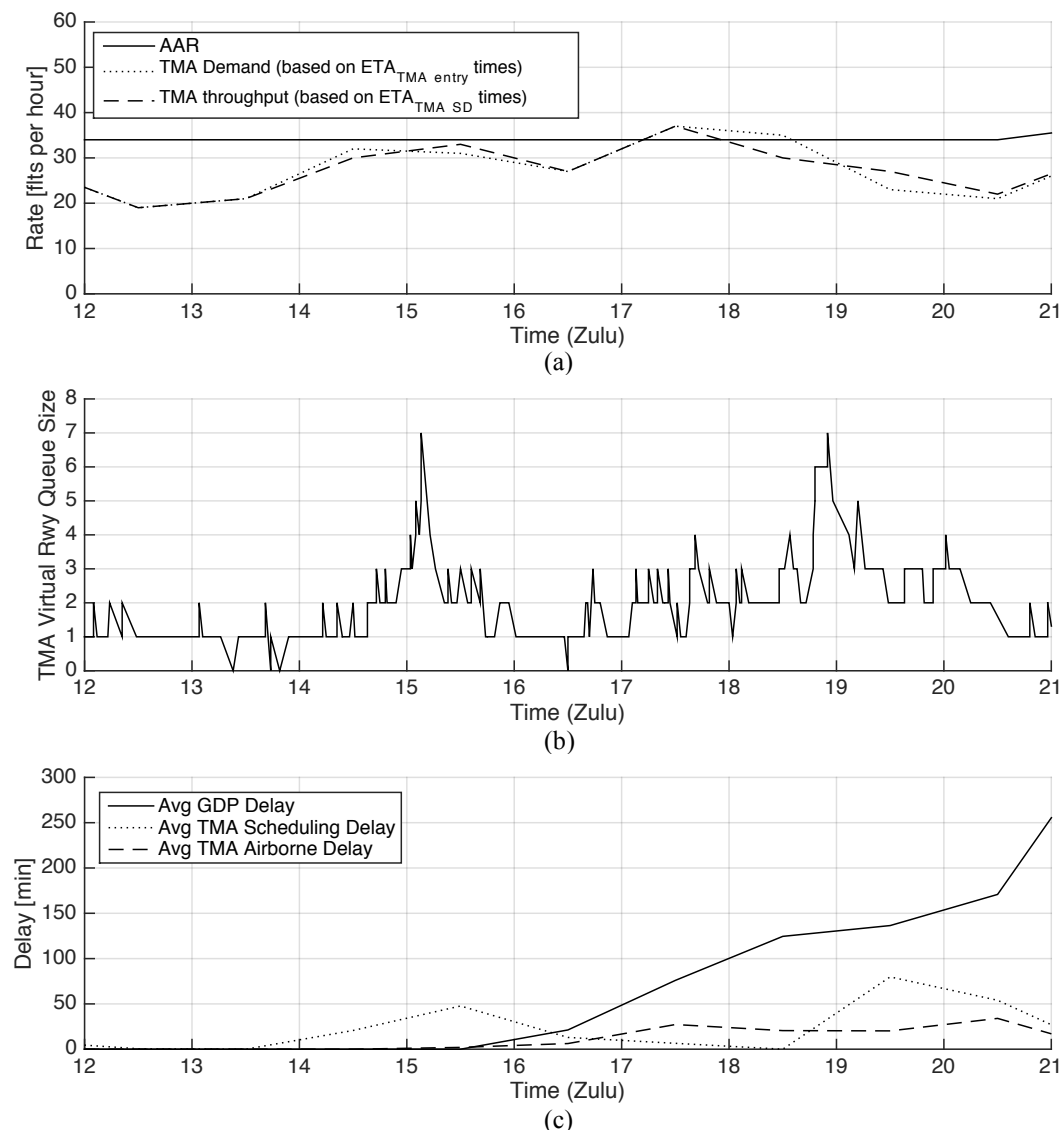 60
50
40
30
20
10
0
Rate [flts per hour]
AAR
TMA Demand (based on ETA TMA entry times)
TMA throughput (based on ETA TMA SD times)
12 13 14 15 16 17 18 19 20 21
Time (Zulu)
(a)
8
7
6
5
4
3
2
1
0
TMA Virtual Rwy Queue Size
12 13 14 15 16 17 18 19 20 21
Time (Zulu)
(b)
300
250
200
150
100
50
0
Delay [min]
Avg GDP Delay
Avg TMA Scheduling Delay
Avg TMA Airborne Delay
12 13 14 15 16 17 18 19 20 21
Time (Zulu)
(c)